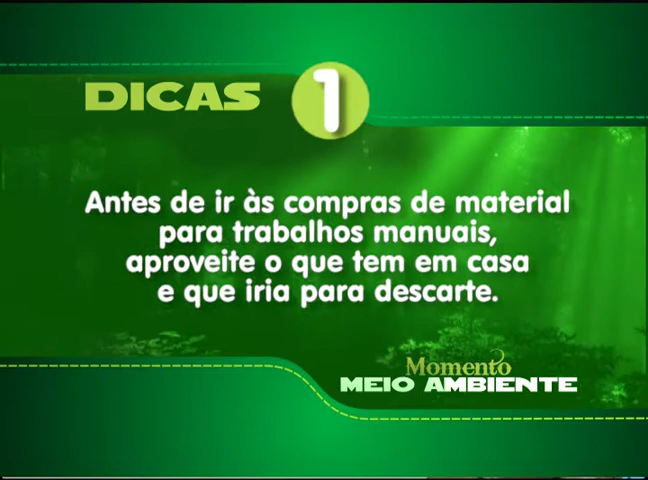 DICAS 1
Antes de ir às compras de material
para trabalhos manuais,
aproveite o que tem em casa
e que iria para descarte.
Momento
MEIO AMBIENTE